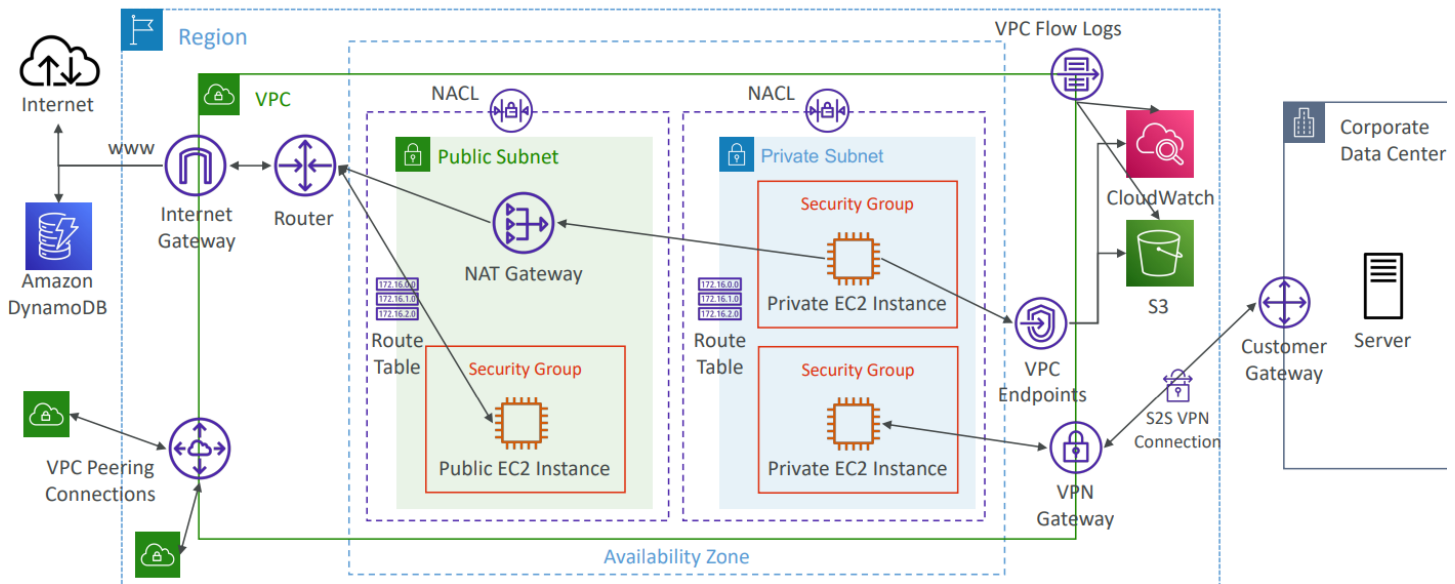 Region
VPC Flow Logs
Internet
VPC
NACL
NACL
Corporate
Data Center
www
Public Subnet
Private Subnet
Security Group
CloudWatch
Internet
Gateway
Router
NAT Gateway
Private EC2 Instance
Amazon
DynamoDB
172.16.0.0
172.16.1.0
172.16.2.0
172.16.0.0
172.16.1.0
172.16.2.0
S3
Route
Table
Route
Table
Security Group
Security Group
VPC
Endpoints
Customer
Gateway
Server
S2S VPN
Connection
VPC Peering
Connections
Public EC2 Instance
Private EC2 Instance
VPN
Gateway
Availability Zone